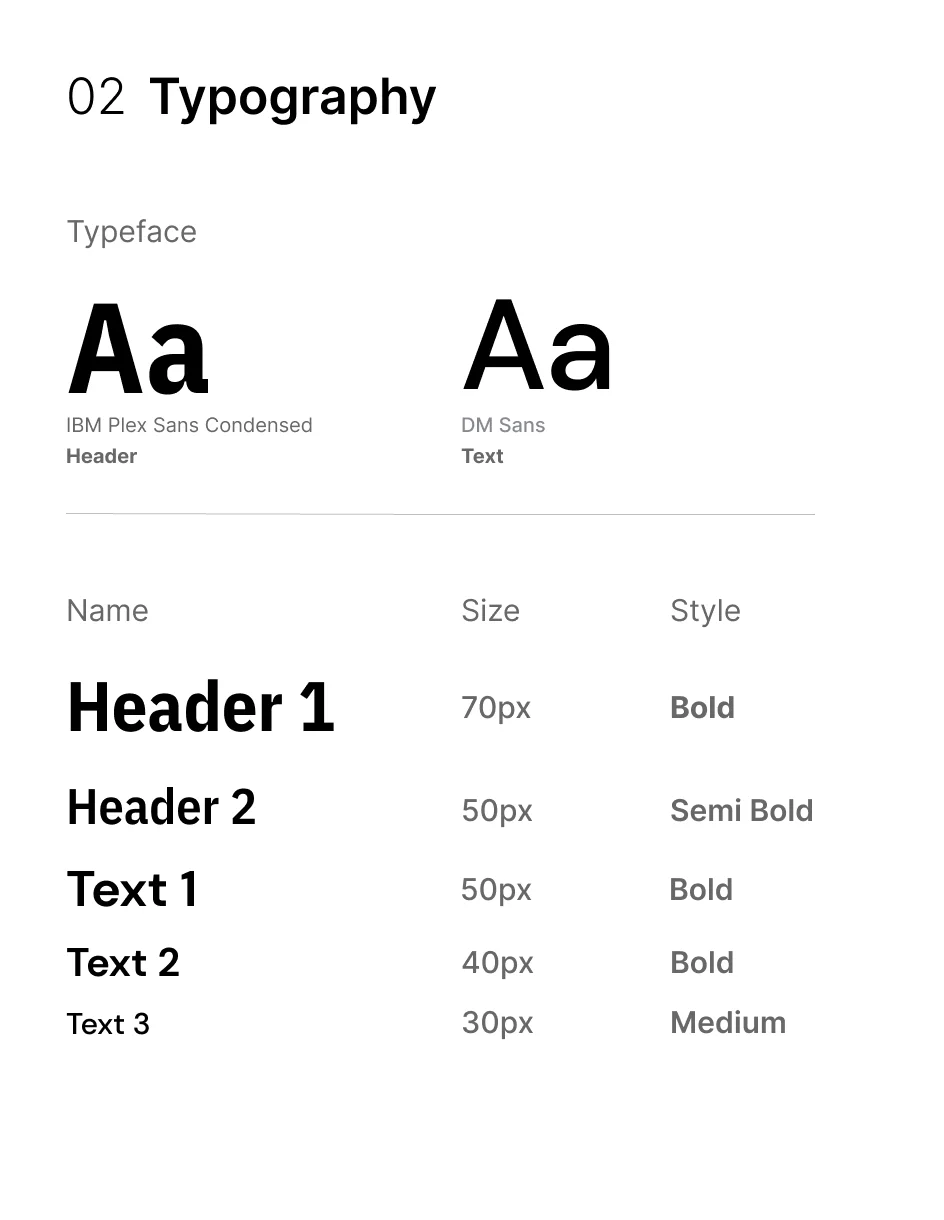 02 Typography
Typeface
Aa Aa
IBM Plex Sans Condensed DM Sans
Header Text
Name Size Style
Header 1 70px Bold
Header 2 50px Semi Bold
Text 1 50px Bold
Text 2 40px Bold
Text 3 30px Medium